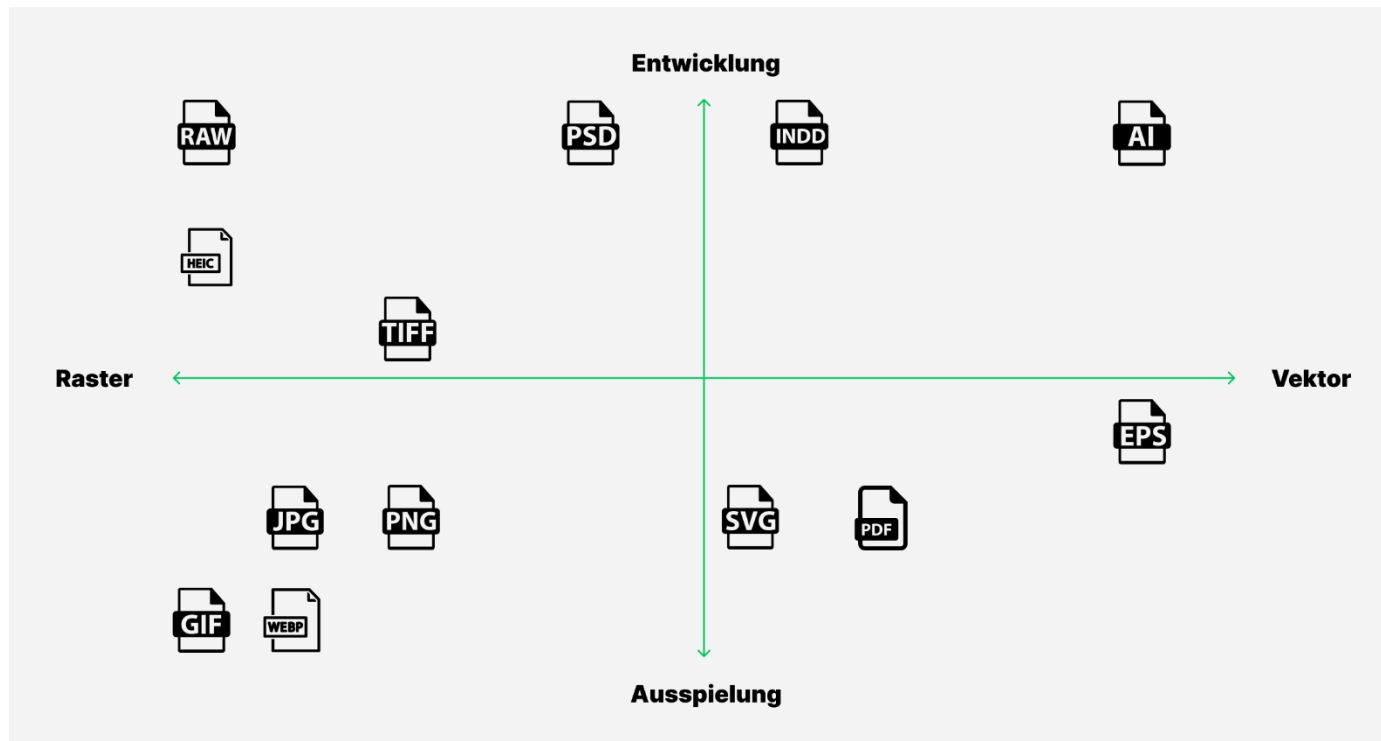 Entwicklung
RAW
PSD
INDD
AI
HEIC
TIFF
Raster
Vektor
EPS
JPG
PNG
SVG
PDF
GIF
WEBP
Ausspielung